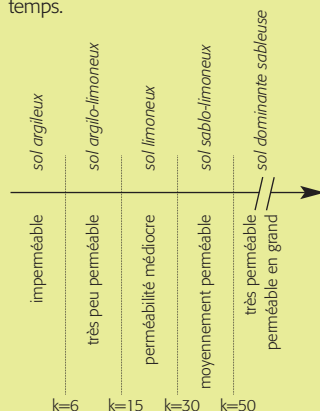 temps.
sol argileux
sol argilo-limoneux
sol limoneux
sol sablo-limoneux
sol dominante sableuse
imperméable
très peu perméable
perméabilité médiocre
moyennement perméable
très perméable
perméable en grand
k=6
k=15
k=30
k=50